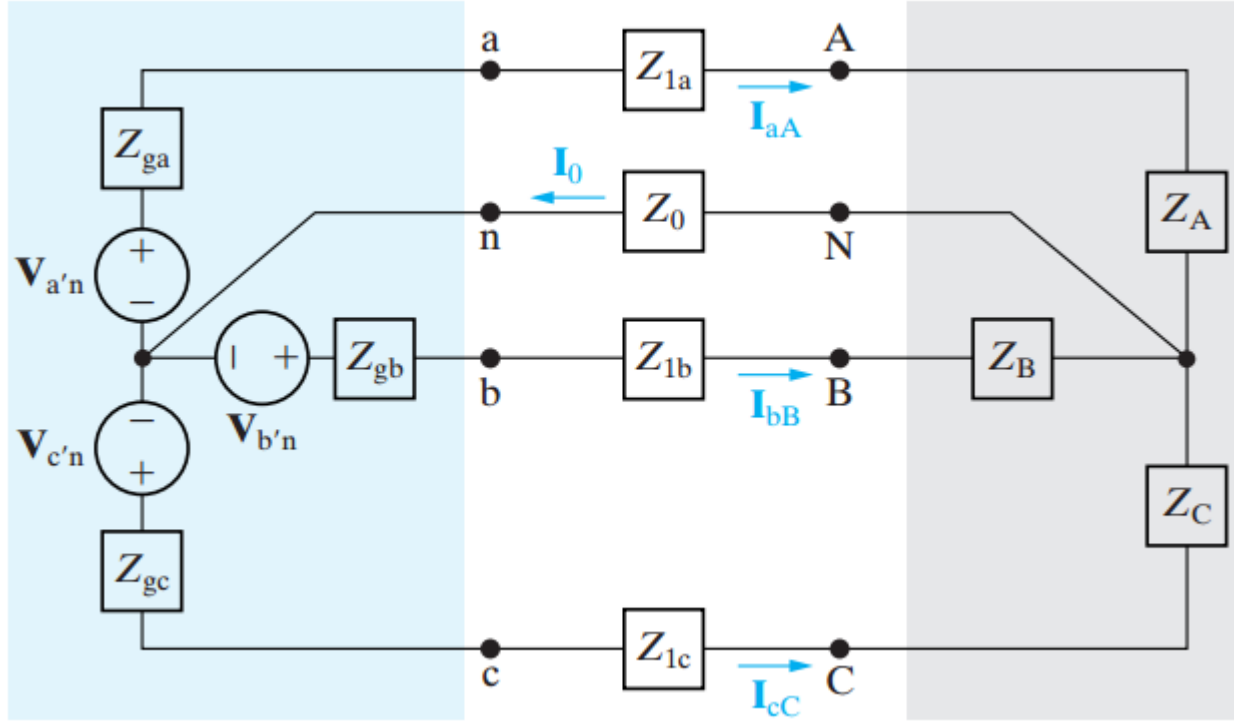 a
Z1a
A
IaA
Zga
I0
n
Z0
N
ZA
+
Va′n
−
− +
Vb′n
Zgb
b
Z1b
IbB
B
ZB
−
Vc′n
+
Zgc
ZC
c
Z1c
IcC
C